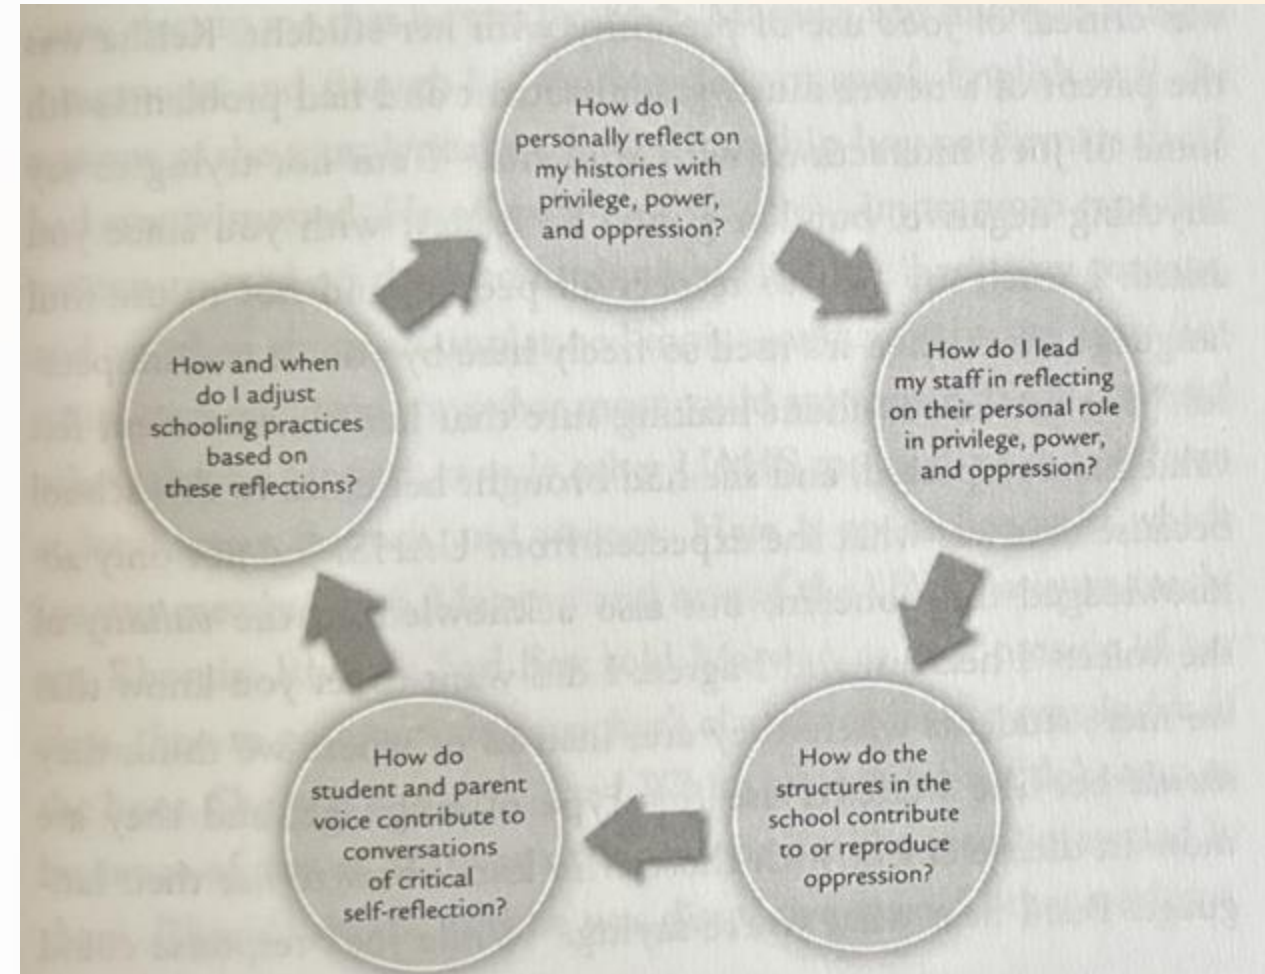 How do I
personally reflect on
my histories with
privilege, power,
and oppression?
How do I lead
my staff in reflecting
on their personal role
in privilege, power,
and oppression?
How do the
structures in the
school contribute
to or reproduce
oppression?
How do
student and parent
voice contribute to
conversations
of critical
self-reflection?
How and when
do I adjust
schooling practices
based on
these reflections?